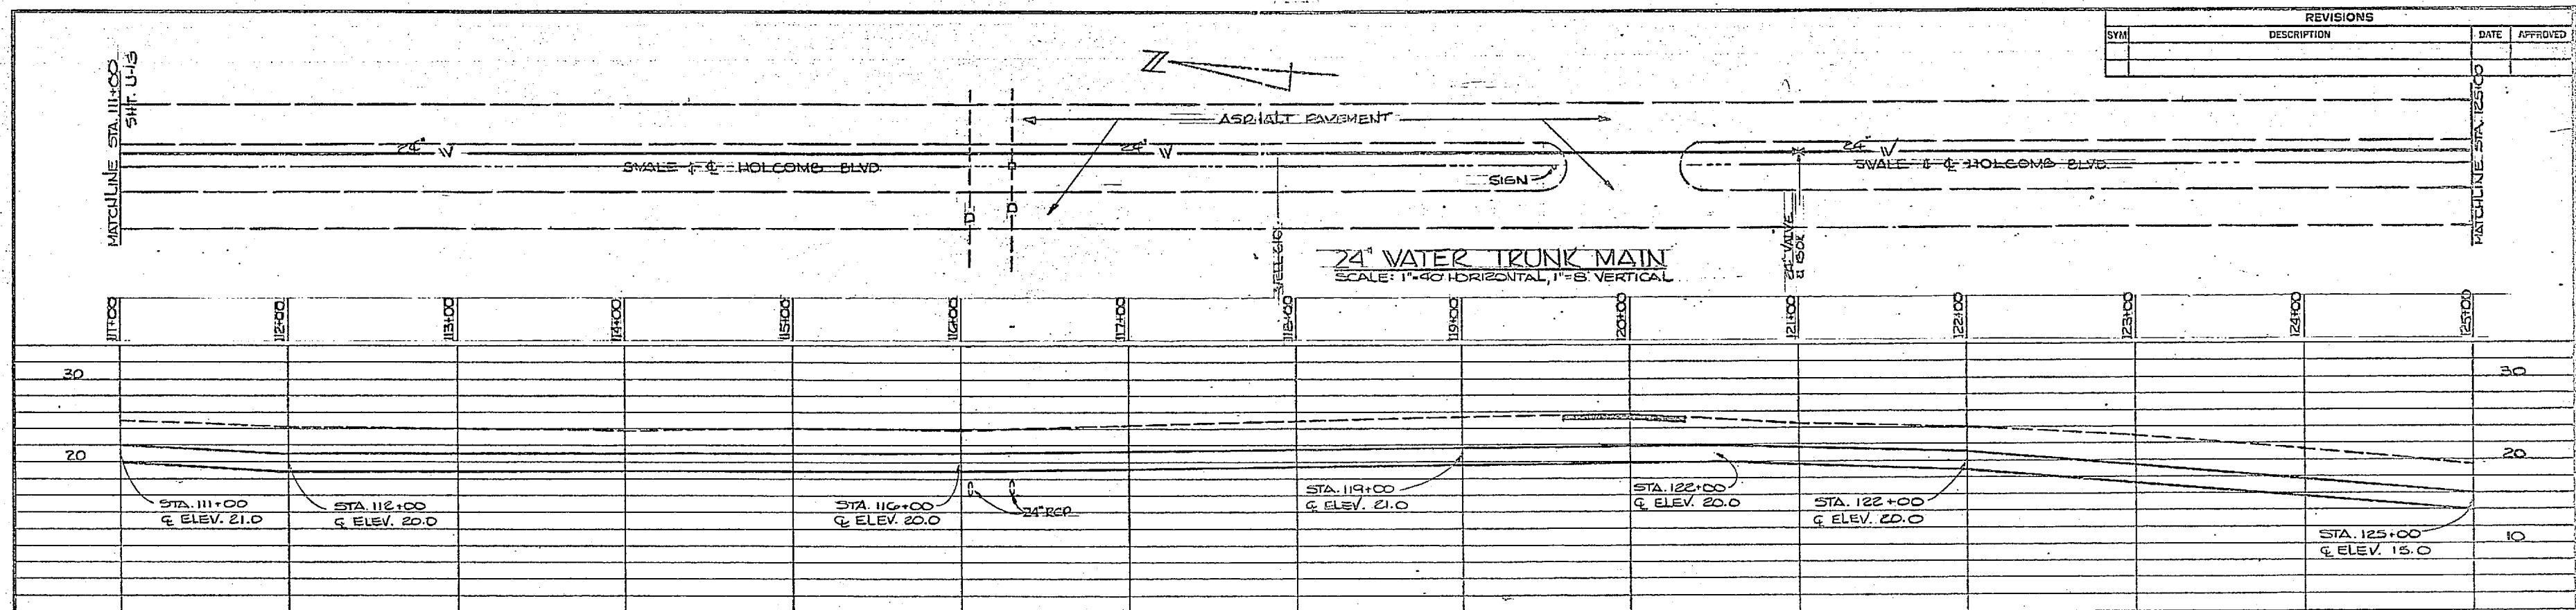 REVISIONS
SYM DESCRIPTION DATE APPROVED
MATCHLINE STA. 111+00
SHT. U-13
MATCHLINE STA. 125+00
ASPHALT PAVEMENT
24" W
24" W
24" W
SWALE & ℄ HOLCOMB BLVD.
SWALE & ℄ HOLCOMB BLVD.
SIGN
D
D
24" VALVE
& BOX
24" WATER TRUNK MAIN
SCALE: 1"=40' HORIZONTAL, 1"=8' VERTICAL
111+00 112+00 113+00 114+00 115+00 116+00 117+00 118+00 119+00 120+00 121+00 122+00 123+00 124+00 125+00
30 30
20 20
10
STA. 111+00
℄ ELEV. 21.0
STA. 112+00
℄ ELEV. 20.0
STA. 116+00
℄ ELEV. 20.0
24" RCP
STA. 119+00
℄ ELEV. 21.0
STA. 122+00
℄ ELEV. 20.0
STA. 122+00
℄ ELEV. 20.0
STA. 125+00
℄ ELEV. 15.0